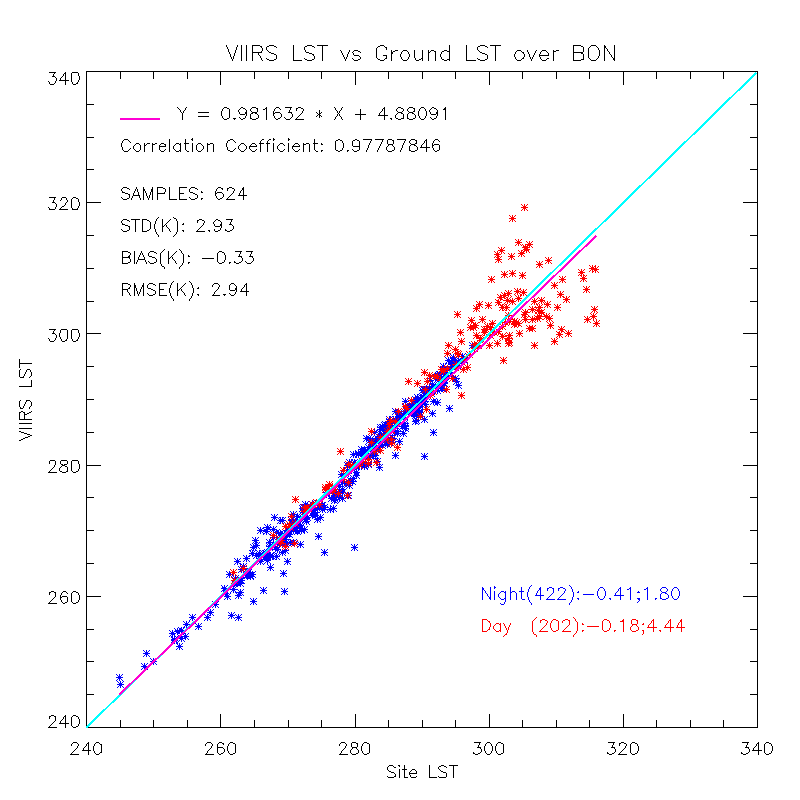 VIIRS LST vs Ground LST over BON
340
Y = 0.981632 * X + 4.88091
Correlation Coefficient: 0.97787846
SAMPLES: 624
320
STD(K): 2.93
BIAS(K): −0.33
RMSE(K): 2.94
300
VIIRS LST
280
260
Night(422):−0.41;1.80
Day (202):−0.18;4.44
240
240 260 280 300 320 340
Site LST